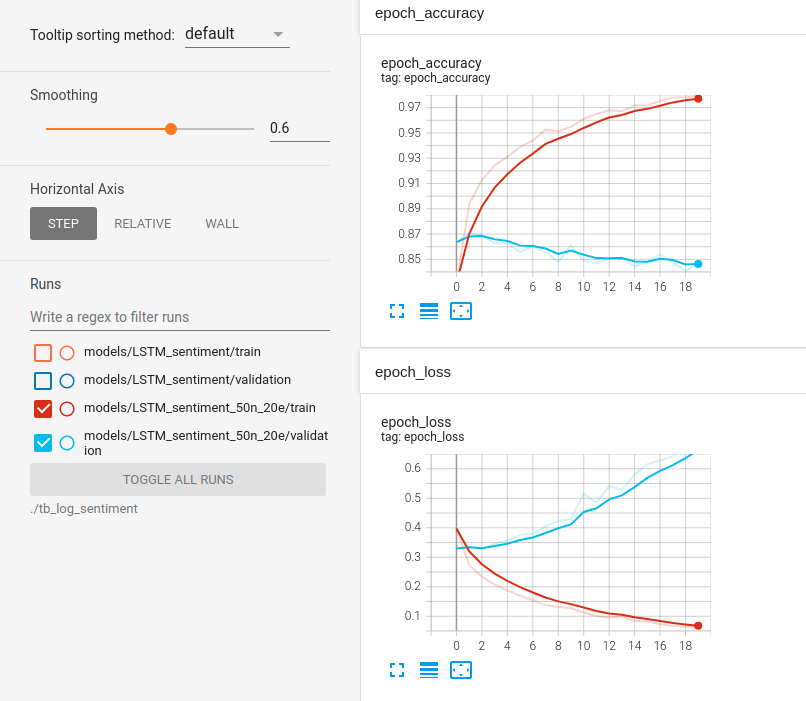 Tooltip sorting method: default
Smoothing
0.6
Horizontal Axis
STEP RELATIVE WALL
Runs
Write a regex to filter runs
models/LSTM_sentiment/train
models/LSTM_sentiment/validation
models/LSTM_sentiment_50n_20e/train
models/LSTM_sentiment_50n_20e/validat
ion
TOGGLE ALL RUNS
./tb_log_sentiment
epoch_accuracy
epoch_accuracy
tag: epoch_accuracy
0.97
0.95
0.93
0.91
0.89
0.87
0.85
0 2 4 6 8 10 12 14 16 18
epoch_loss
epoch_loss
tag: epoch_loss
0.6
0.5
0.4
0.3
0.2
0.1
0 2 4 6 8 10 12 14 16 18